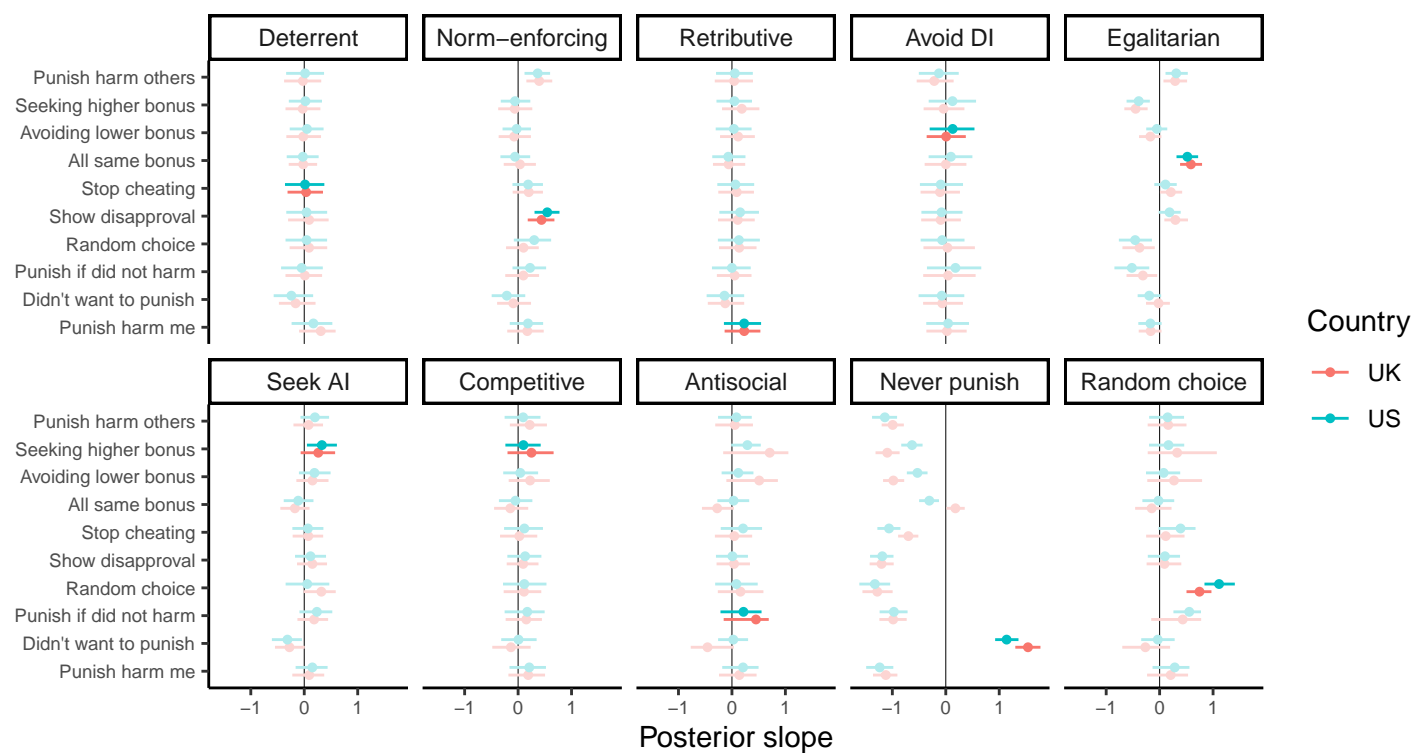 Deterrent Norm−enforcing Retributive Avoid DI Egalitarian
Punish harm others
Seeking higher bonus
Avoiding lower bonus
All same bonus
Stop cheating
Show disapproval
Random choice
Punish if did not harm
Didn't want to punish
Punish harm me
Seek AI Competitive Antisocial Never punish Random choice
Punish harm others
Seeking higher bonus
Avoiding lower bonus
All same bonus
Stop cheating
Show disapproval
Random choice
Punish if did not harm
Didn't want to punish
Punish harm me
−1 0 1 −1 0 1 −1 0 1 −1 0 1 −1 0 1
Posterior slope
Country
UK
US